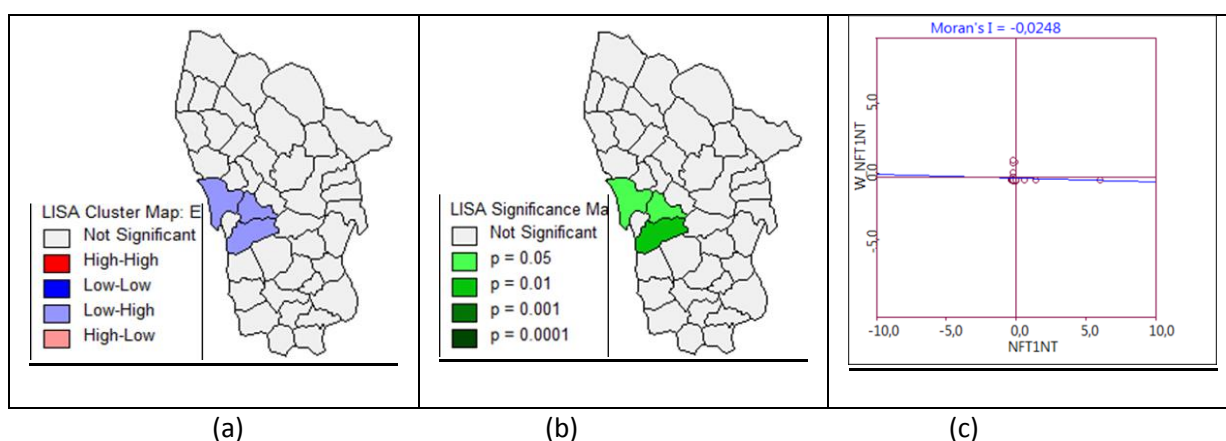 LISA Cluster Map: E
Not Significant
High-High
Low-Low
Low-High
High-Low
LISA Significance Ma
Not Significant
p = 0.05
p = 0.01
p = 0.001
p = 0.0001
Moran's I = -0,0248
5,0
0,0
-5,0
W_NFT1NT
-10,0 -5,0 0,0 5,0 10,0
NFT1NT
(a) (b) (c)